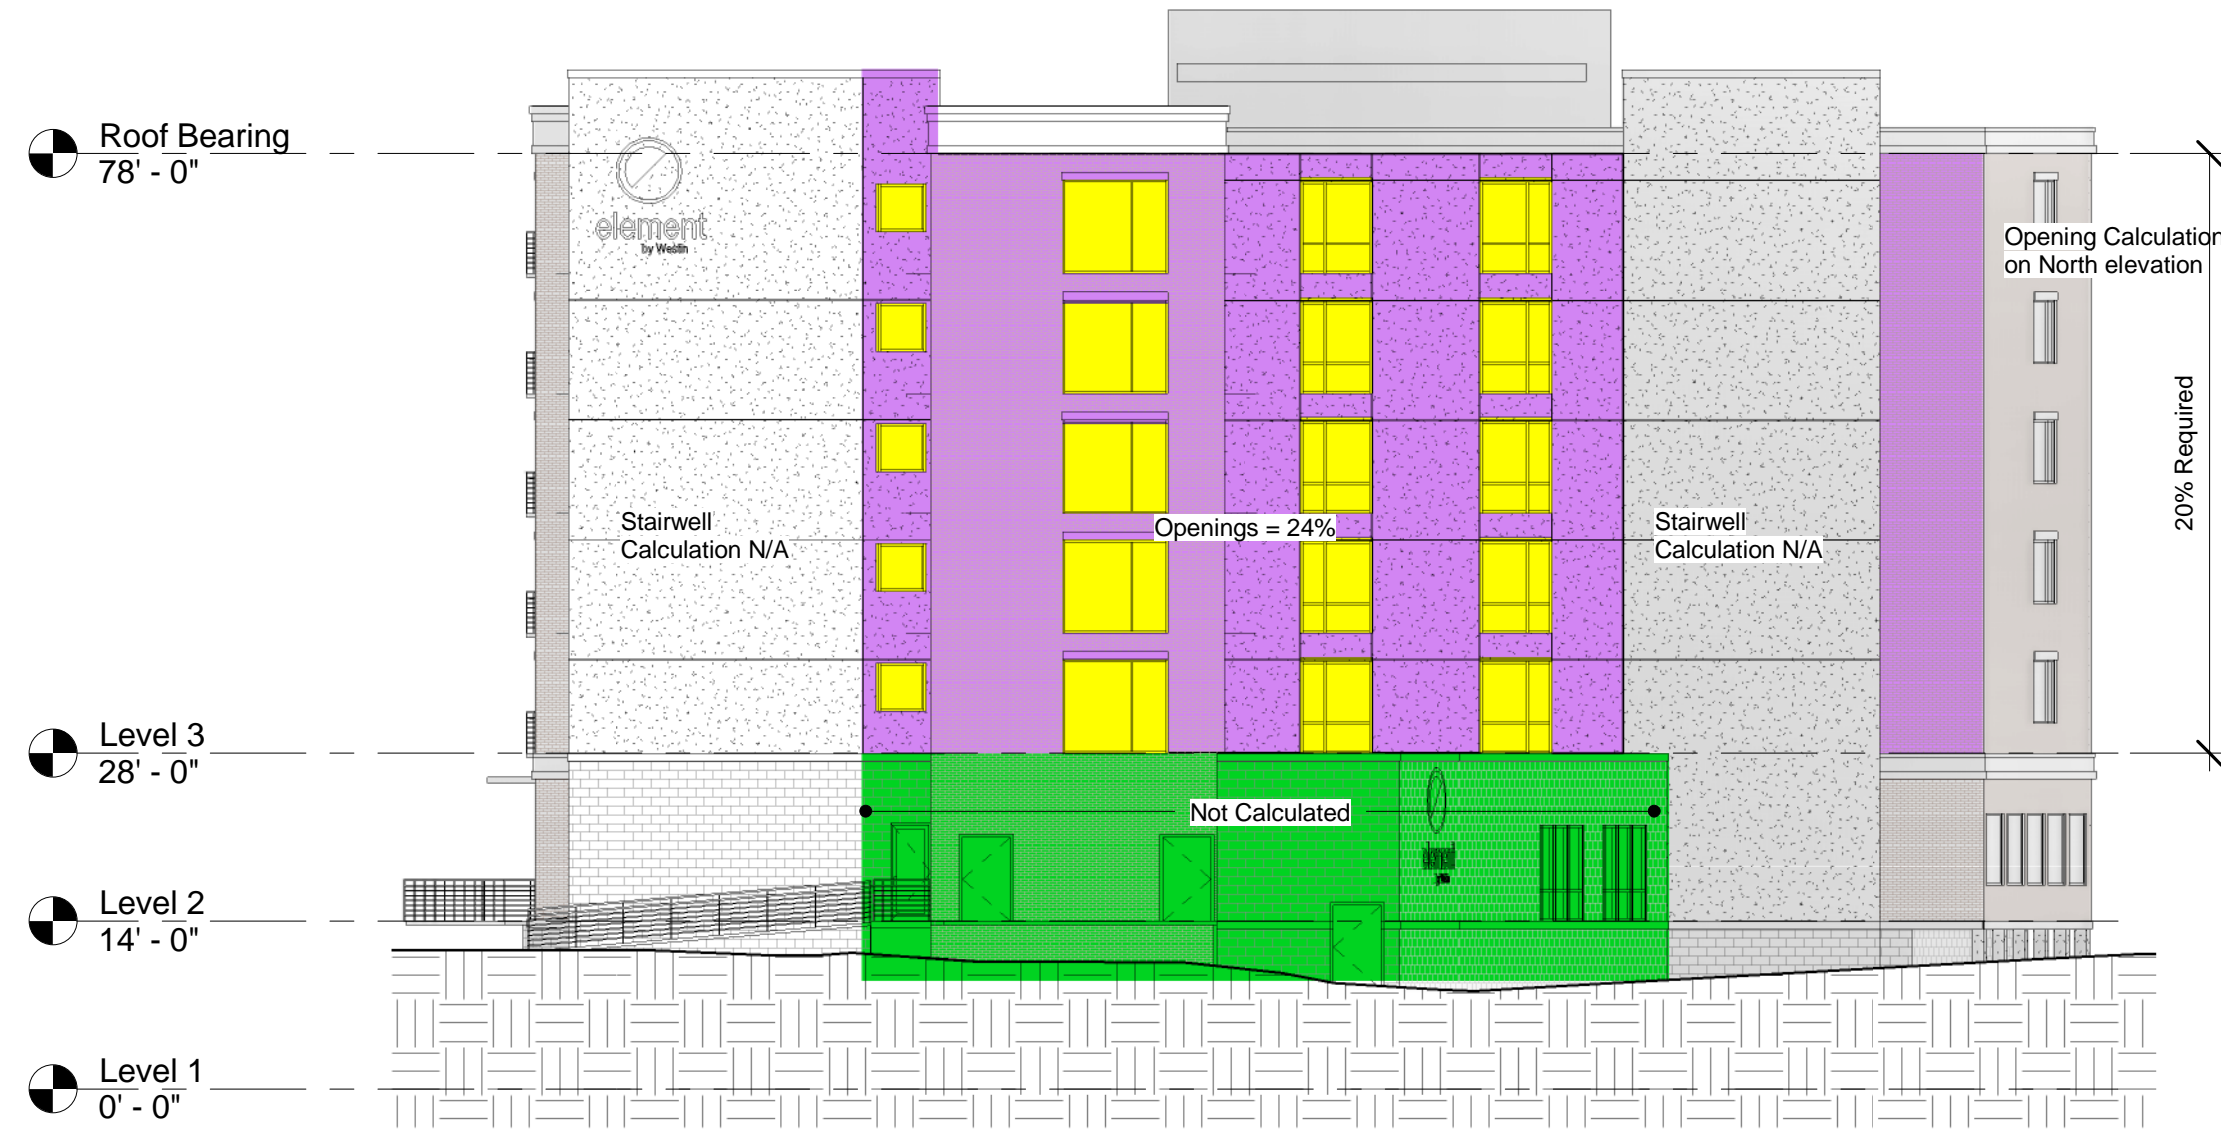 Roof Bearing
78' - 0"
element
by Westin
Opening Calculation
on North elevation
20% Required
Stairwell
Calculation N/A
Openings = 24%
Stairwell
Calculation N/A
Level 3
28' - 0"
Not Calculated
Level 2
14' - 0"
Level 1
0' - 0"